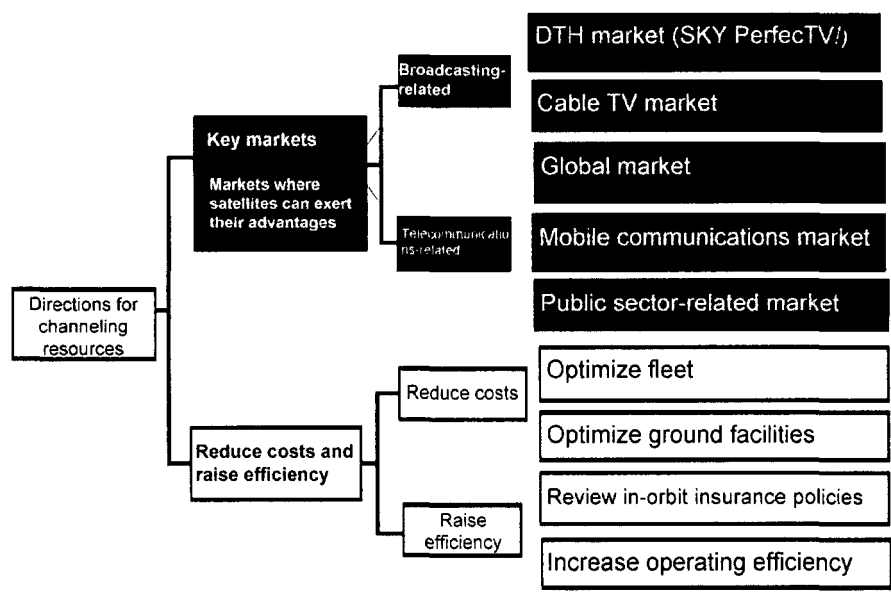 Directions for
channeling
resources
Key markets
Markets where
satellites can exert
their advantages
Broadcasting-
related
Telecommunicatio
ns-related
DTH market (SKY PerfecTV!)
Cable TV market
Global market
Mobile communications market
Public sector-related market
Reduce costs and
raise efficiency
Reduce costs
Raise
efficiency
Optimize fleet
Optimize ground facilities
Review in-orbit insurance policies
Increase operating efficiency